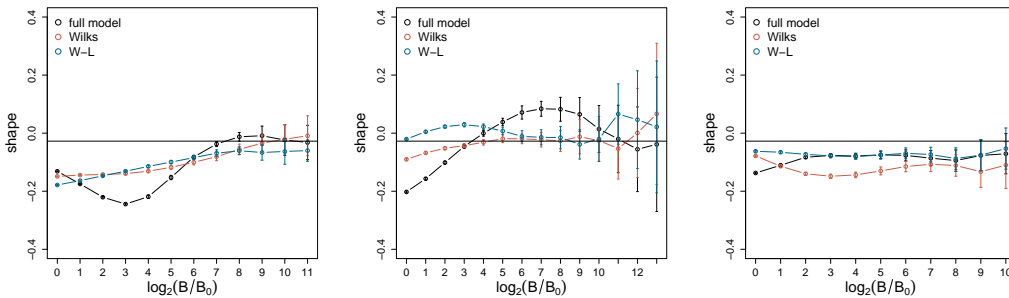 full model
Wilks
W−L
0.4
0.2
0.0
−0.2
−0.4
shape
0 1 2 3 4 5 6 7 8 9 10 11
log₂(B/B₀)
full model
Wilks
W−L
0.4
0.2
0.0
−0.2
−0.4
shape
0 1 2 3 4 5 6 7 8 9 10 12
log₂(B/B₀)
full model
Wilks
W−L
0.4
0.2
0.0
−0.2
−0.4
shape
0 1 2 3 4 5 6 7 8 9 10
log₂(B/B₀)